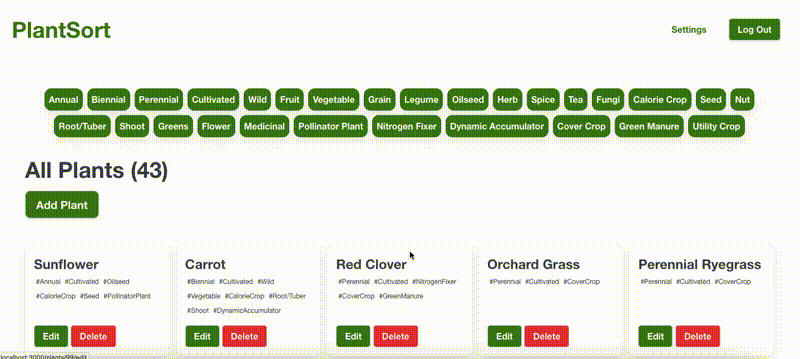 PlantSort
Settings
Log Out
Annual Biennial Perennial Cultivated Wild Fruit Vegetable Grain Legume Oilseed Herb Spice Tea Fungi Calorie Crop Seed Nut
Root/Tuber Shoot Greens Flower Medicinal Pollinator Plant Nitrogen Fixer Dynamic Accumulator Cover Crop Green Manure Utility Crop
All Plants (43)
Add Plant
Sunflower
#Annual #Cultivated #Oilseed
#CalorieCrop #Seed #PollinatorPlant
Edit Delete
Carrot
#Biennial #Cultivated #Wild
#Vegetable #CalorieCrop #Root/Tuber
#Shoot #DynamicAccumulator
Edit Delete
Red Clover
#Perennial #Cultivated #NitrogenFixer
#CoverCrop #GreenManure
Edit Delete
Orchard Grass
#Perennial #Cultivated #CoverCrop
Edit Delete
Perennial Ryegrass
#Perennial #Cultivated #CoverCrop
Edit Delete
localhost:3000/plants/99/edit